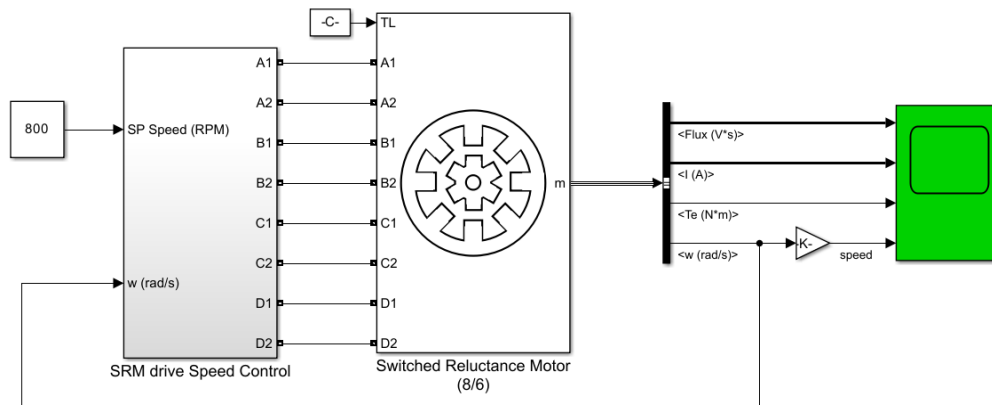 -C-
TL
A1
A1
A2
A2
800
SP Speed (RPM)
B1
B1
<Flux (V*s)>
B2
B2
m
<I (A)>
C1
C1
<Te (N*m)>
C2
C2
-K-
<w (rad/s)>
speed
w (rad/s)
D1
D1
D2
D2
SRM drive Speed Control
Switched Reluctance Motor
(8/6)